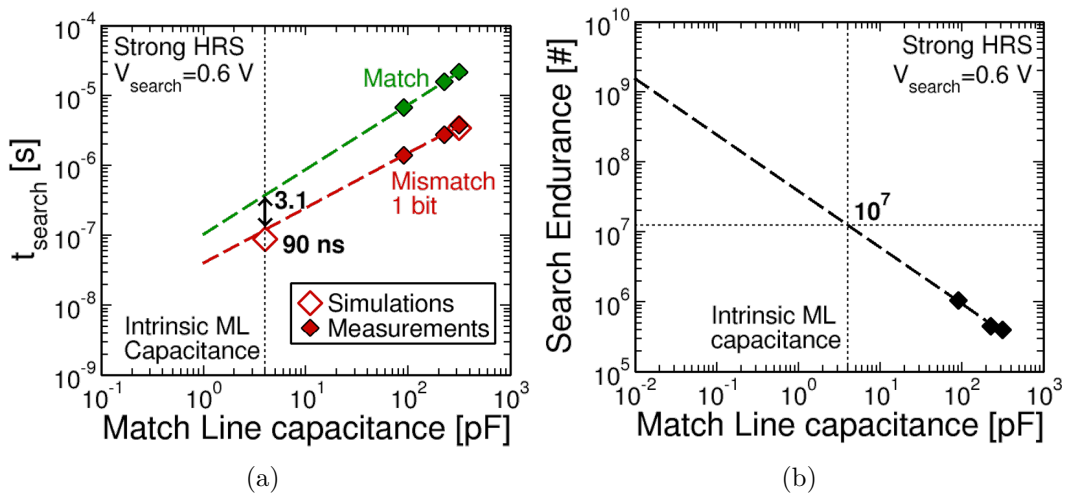 10^-4
10^-5
10^-6
10^-7
10^-8
10^-9
t_search [s]
Strong HRS
V_search=0.6 V
Match
Mismatch
1 bit
3.1
90 ns
Simulations
Measurements
Intrinsic ML
Capacitance
10^-1 10^0 10^1 10^2 10^3
Match Line capacitance [pF]
(a)
10^10
10^9
10^8
10^7
10^6
10^5
Search Endurance [#]
Strong HRS
V_search=0.6 V
10^7
Intrinsic ML
capacitance
10^-2 10^-1 10^0 10^1 10^2 10^3
Match Line capacitance [pF]
(b)